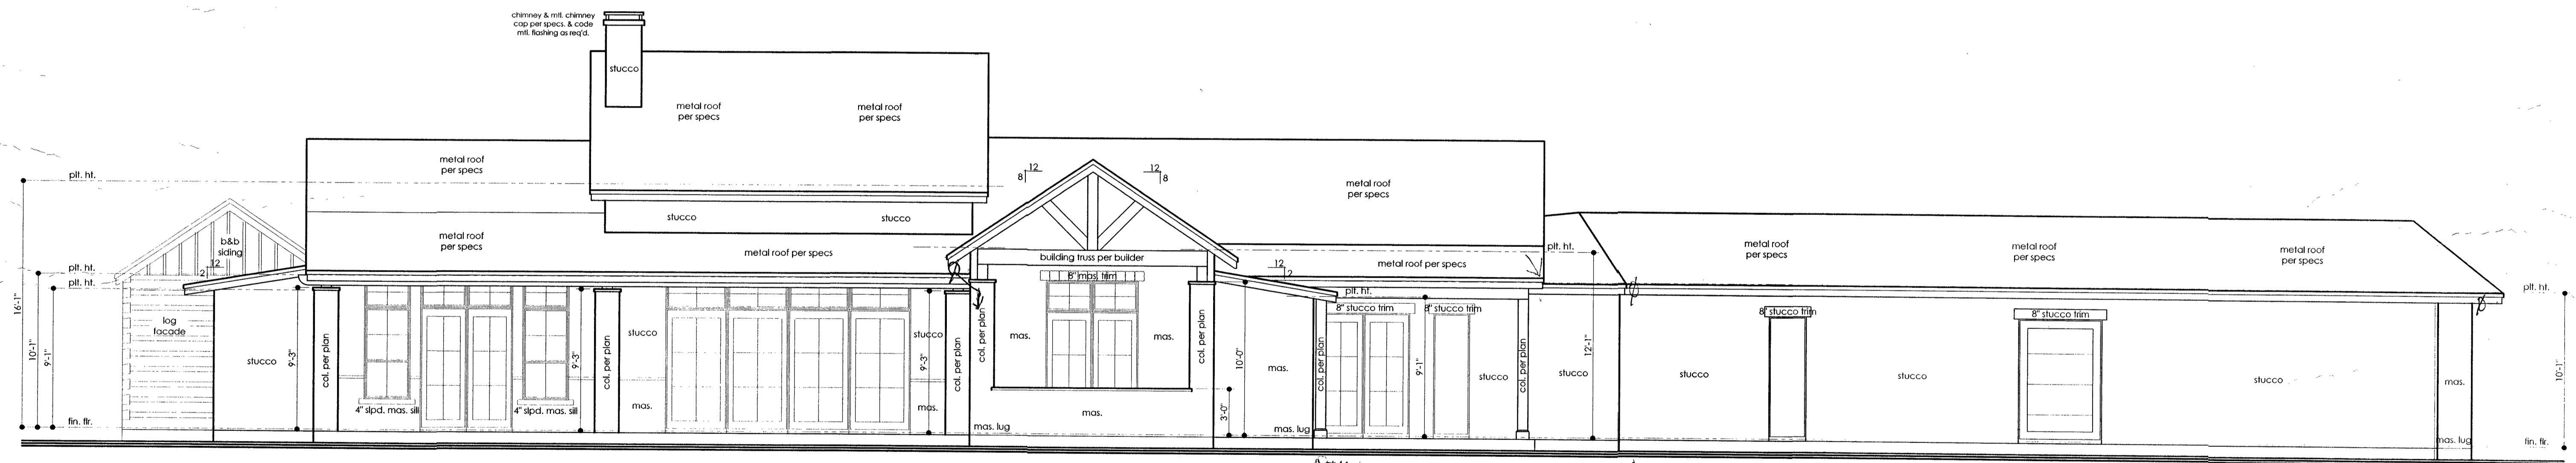 chimney & mtl. chimney
cap per specs. & code
mtl. flashing as req'd.
stucco
metal roof
per specs
metal roof
per specs
metal roof
per specs
metal roof
per specs
plt. ht.
12
8
12
8
stucco
stucco
b&b
siding
12
2
metal roof
per specs
metal roof per specs
building truss per builder
8" mas. trim
12
2
metal roof per specs
plt. ht.
metal roof
per specs
metal roof
per specs
metal roof
per specs
plt. ht.
plt. ht.
plt. ht.
plt. ht.
16'-1"
10'-1"
9'-1"
log
facade
stucco
9'-3"
col. per plan
4" slpd. mas. sill
4" slpd. mas. sill
9'-3"
col. per plan
stucco
mas.
stucco
9'-3"
mas.
col. per plan
col. per plan
mas.
mas.
col. per plan
mas.
mas. lug
3'-0"
10'-0"
mas.
mas. lug
col. per plan
8" stucco trim
9'-1"
8" stucco trim
stucco
col. per plan
stucco
12'-1"
stucco
8" stucco trim
stucco
8" stucco trim
stucco
mas.
mas. lug
10'-1"
fin. flr.
fin. flr.